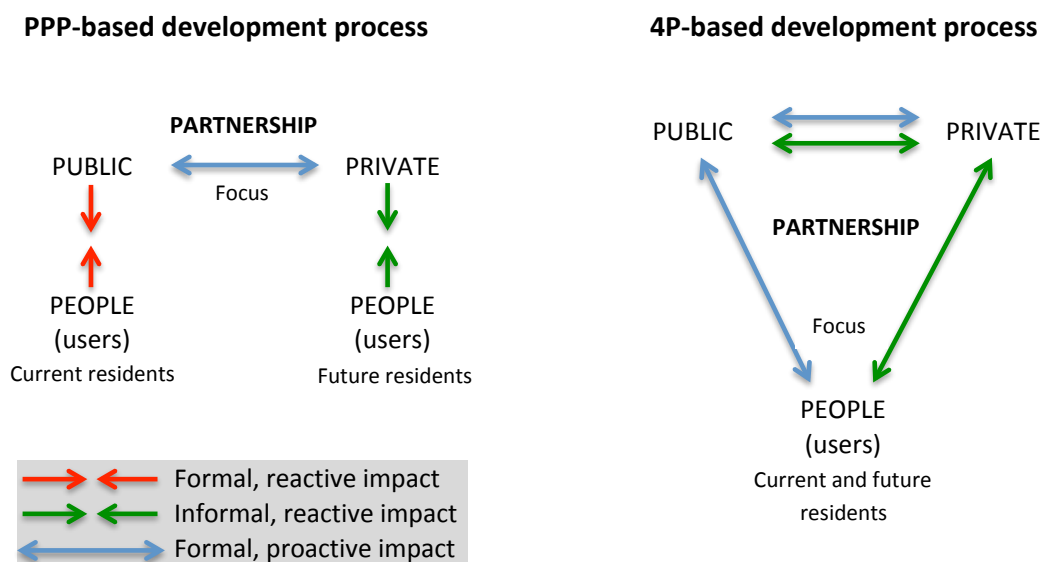 PPP-based development process
PARTNERSHIP
PUBLIC
PRIVATE
Focus
PEOPLE
(users)
Current residents
PEOPLE
(users)
Future residents
Formal, reactive impact
Informal, reactive impact
Formal, proactive impact
4P-based development process
PUBLIC
PRIVATE
PARTNERSHIP
Focus
PEOPLE
(users)
Current and future
residents